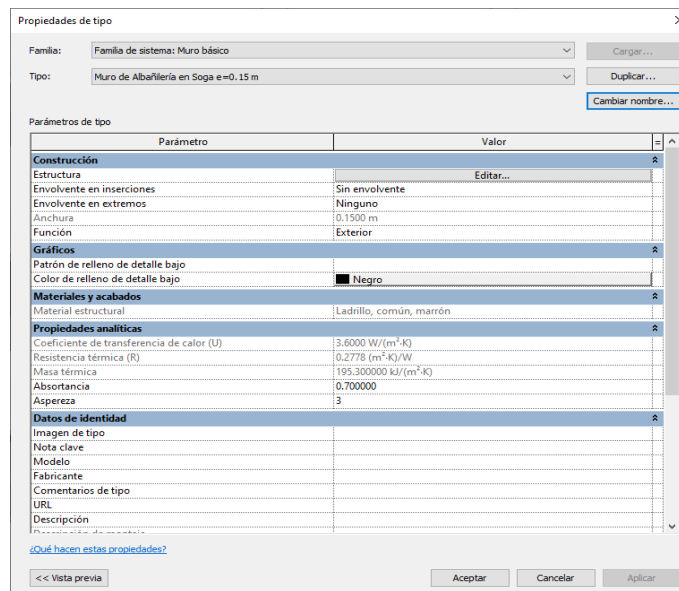 Propiedades de tipo
Familia: Familia de sistema: Muro básico Cargar...
Tipo: Muro de Albañilería en Soga e=0.15 m Duplicar...
Cambiar nombre...
Parámetros de tipo
Parámetro Valor =
Construcción
Estructura Editar...
Envolvente en inserciones Sin envolvente
Envolvente en extremos Ninguno
Anchura 0.1500 m
Función Exterior
Gráficos
Patrón de relleno de detalle bajo
Color de relleno de detalle bajo Negro
Materiales y acabados
Material estructural Ladrillo, común, marrón
Propiedades analíticas
Coeficiente de transferencia de calor (U) 3.6000 W/(m²·K)
Resistencia térmica (R) 0.2778 (m²·K)/W
Masa térmica 195.300000 kJ/(m²·K)
Absortancia 0.700000
Aspereza 3
Datos de identidad
Imagen de tipo
Nota clave
Modelo
Fabricante
Comentarios de tipo
URL
Descripción
¿Qué hacen estas propiedades?
<< Vista previa Aceptar Cancelar Aplicar